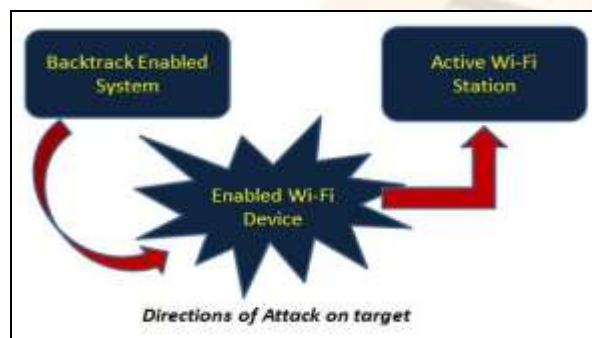 Backtrack Enabled
System
Active Wi-Fi
Station
Enabled Wi-Fi
Device
Directions of Attack on target